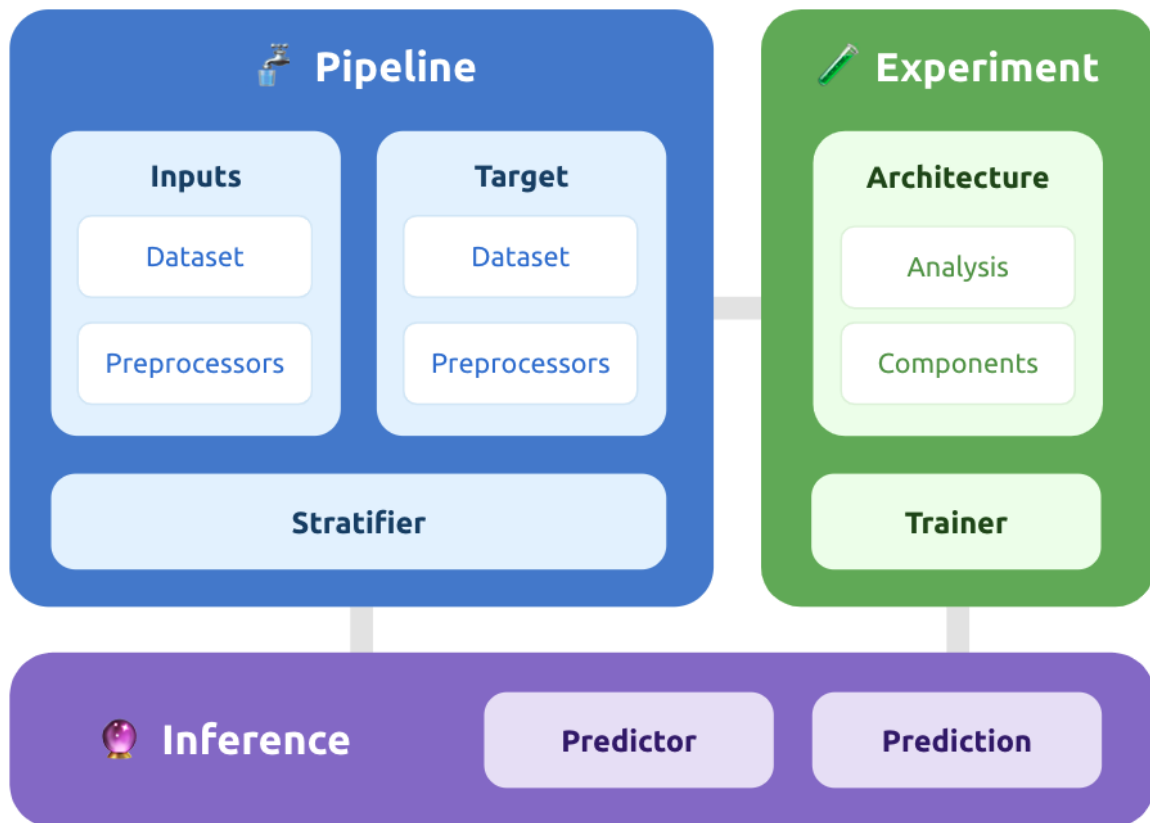 Pipeline
Inputs
Dataset
Preprocessors
Target
Dataset
Preprocessors
Stratifier
Experiment
Architecture
Analysis
Components
Trainer
Inference
Predictor
Prediction